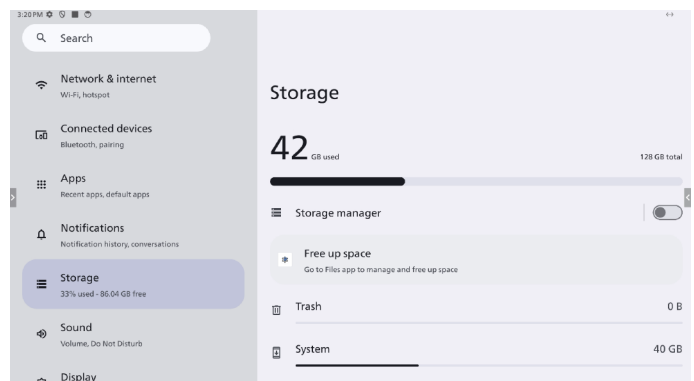 3:20 PM
Search
Network & internet
Wi-Fi, hotspot
Connected devices
Bluetooth, pairing
Apps
Recent apps, default apps
Notifications
Notification history, conversations
Storage
33% used - 86.04 GB free
Sound
Volume, Do Not Disturb
Display
Storage
42 GB used
128 GB total
Storage manager
Free up space
Go to Files app to manage and free up space
Trash
0 B
System
40 GB